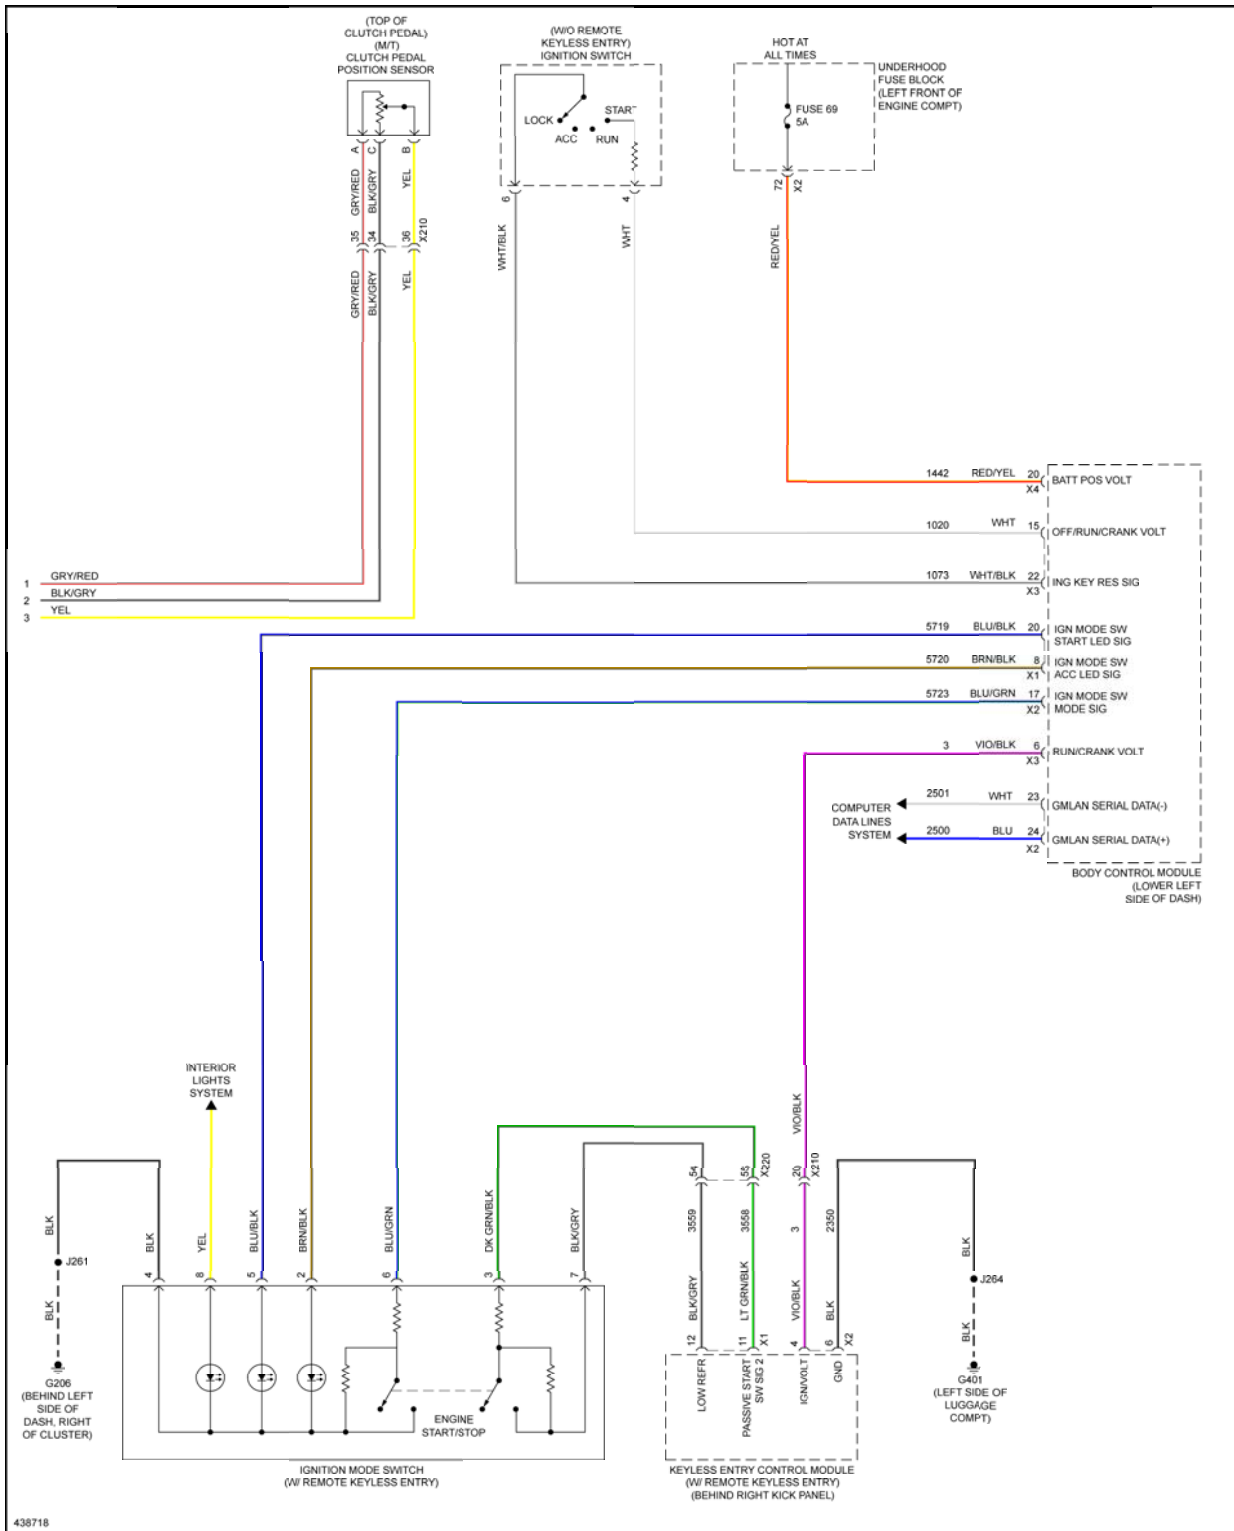 (TOP OF
CLUTCH PEDAL)
(M/T)
CLUTCH PEDAL
POSITION SENSOR
(W/O REMOTE
KEYLESS ENTRY)
IGNITION SWITCH
HOT AT
ALL TIMES
UNDERHOOD
FUSE BLOCK
(LEFT FRONT OF
ENGINE COMPT)
FUSE 69
5A
LOCK
ACC
RUN
START
A
C
B
GRY/RED
BLK/GRY
YEL
35
34
36
X210
GRY/RED
BLK/GRY
YEL
6
4
WHT/BLK
WHT
72
X2
RED/YEL
1442 RED/YEL 20
X4
BATT POS VOLT
1020 WHT 15
OFF/RUN/CRANK VOLT
1073 WHT/BLK 22
X3
ING KEY RES SIG
1 GRY/RED
2 BLK/GRY
3 YEL
5719 BLU/BLK 20
IGN MODE SW
START LED SIG
5720 BRN/BLK 8
X1
IGN MODE SW
ACC LED SIG
5723 BLU/GRN 17
X2
IGN MODE SW
MODE SIG
3 VIO/BLK 6
X3
RUN/CRANK VOLT
COMPUTER
DATA LINES
SYSTEM
2501 WHT 23
GMLAN SERIAL DATA(-)
2500 BLU 24
X2
GMLAN SERIAL DATA(+)
BODY CONTROL MODULE
(LOWER LEFT
SIDE OF DASH)
INTERIOR
LIGHTS
SYSTEM
BLK
J261
BLK
G206
(BEHIND LEFT
SIDE OF
DASH, RIGHT
OF CLUSTER)
BLK
YEL
BLU/BLK
BRN/BLK
BLU/GRN
DK GRN/BLK
BLK/GRY
4
8
5
2
6
3
7
ENGINE
START/STOP
IGNITION MODE SWITCH
(W/ REMOTE KEYLESS ENTRY)
54
55
X220
VIO/BLK
20
X210
3559
3558
3
2350
BLK/GRY
LT GRN/BLK
VIO/BLK
BLK
12
11
X1
4
6
X2
LOW REFR
PASSIVE START
SW SIG 2
IGN/VOLT
GND
KEYLESS ENTRY CONTROL MODULE
(W/ REMOTE KEYLESS ENTRY)
(BEHIND RIGHT KICK PANEL)
BLK
J264
BLK
G401
(LEFT SIDE OF
LUGGAGE
COMPT)
438718